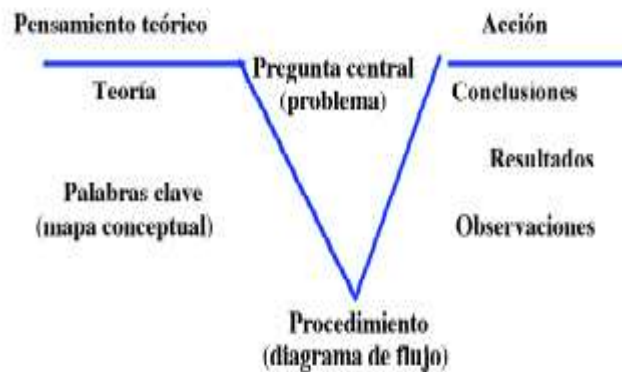 Pensamiento teórico
Acción
Pregunta central
(problema)
Teoría
Conclusiones
Resultados
Palabras clave
(mapa conceptual)
Observaciones
Procedimiento
(diagrama de flujo)